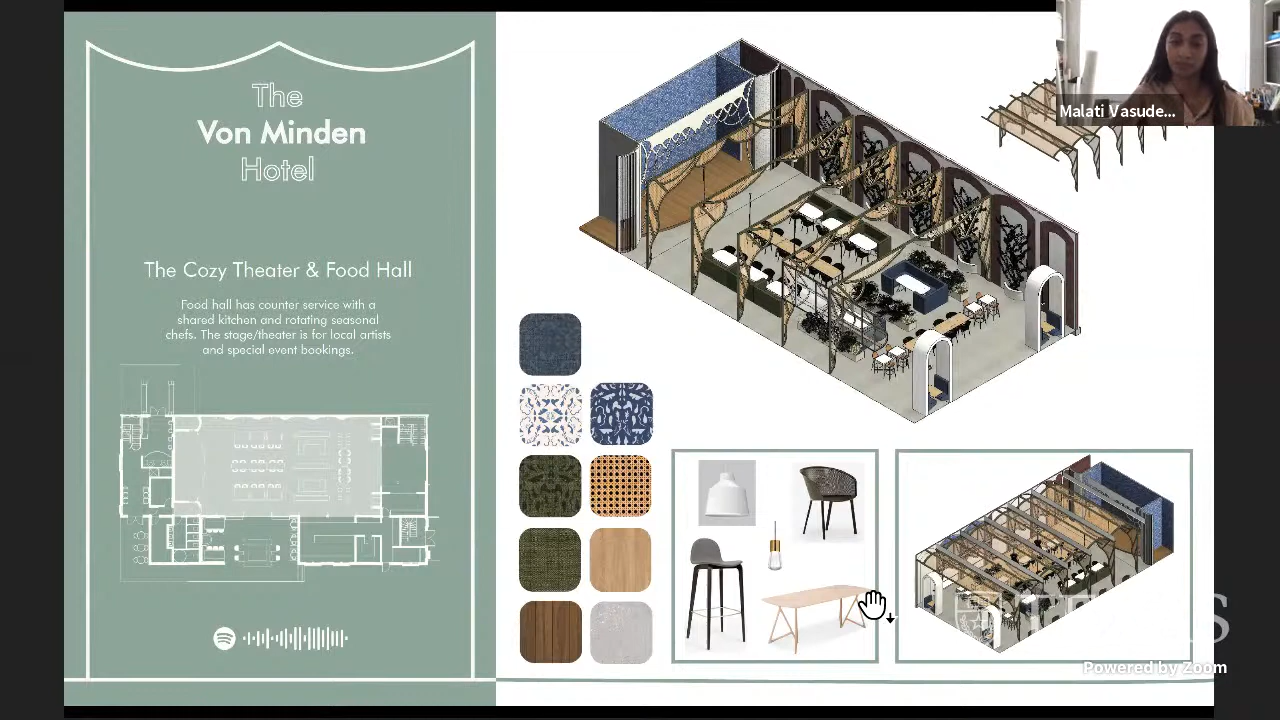 The
Von Minden
Hotel
The Cozy Theater & Food Hall
Food hall has counter service with a
shared kitchen and rotating seasonal
chefs. The stage/theater is for local artists
and special event bookings.
Malati Vasude...
Powered by Zoom